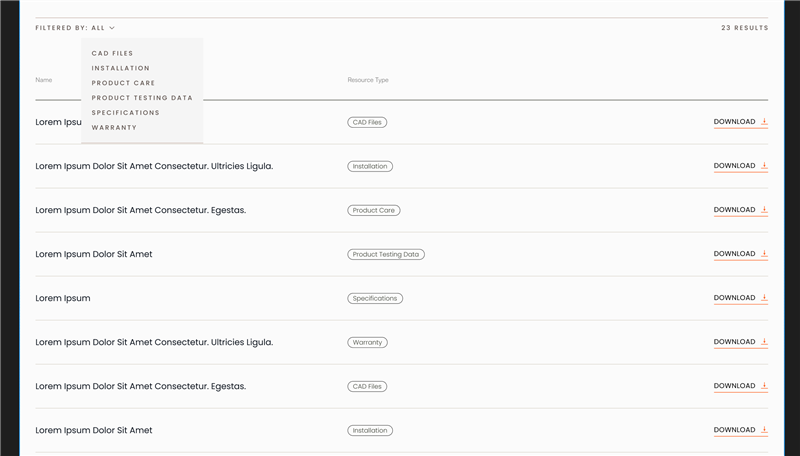 FILTERED BY: ALL
23 RESULTS
CAD FILES
INSTALLATION
PRODUCT CARE
PRODUCT TESTING DATA
SPECIFICATIONS
WARRANTY
Name
Resource Type
Lorem Ipsu
CAD Files
DOWNLOAD
Lorem Ipsum Dolor Sit Amet Consectetur. Ultricies Ligula.
Installation
DOWNLOAD
Lorem Ipsum Dolor Sit Amet Consectetur. Egestas.
Product Care
DOWNLOAD
Lorem Ipsum Dolor Sit Amet
Product Testing Data
DOWNLOAD
Lorem Ipsum
Specifications
DOWNLOAD
Lorem Ipsum Dolor Sit Amet Consectetur. Ultricies Ligula.
Warranty
DOWNLOAD
Lorem Ipsum Dolor Sit Amet Consectetur. Egestas.
CAD Files
DOWNLOAD
Lorem Ipsum Dolor Sit Amet
Installation
DOWNLOAD